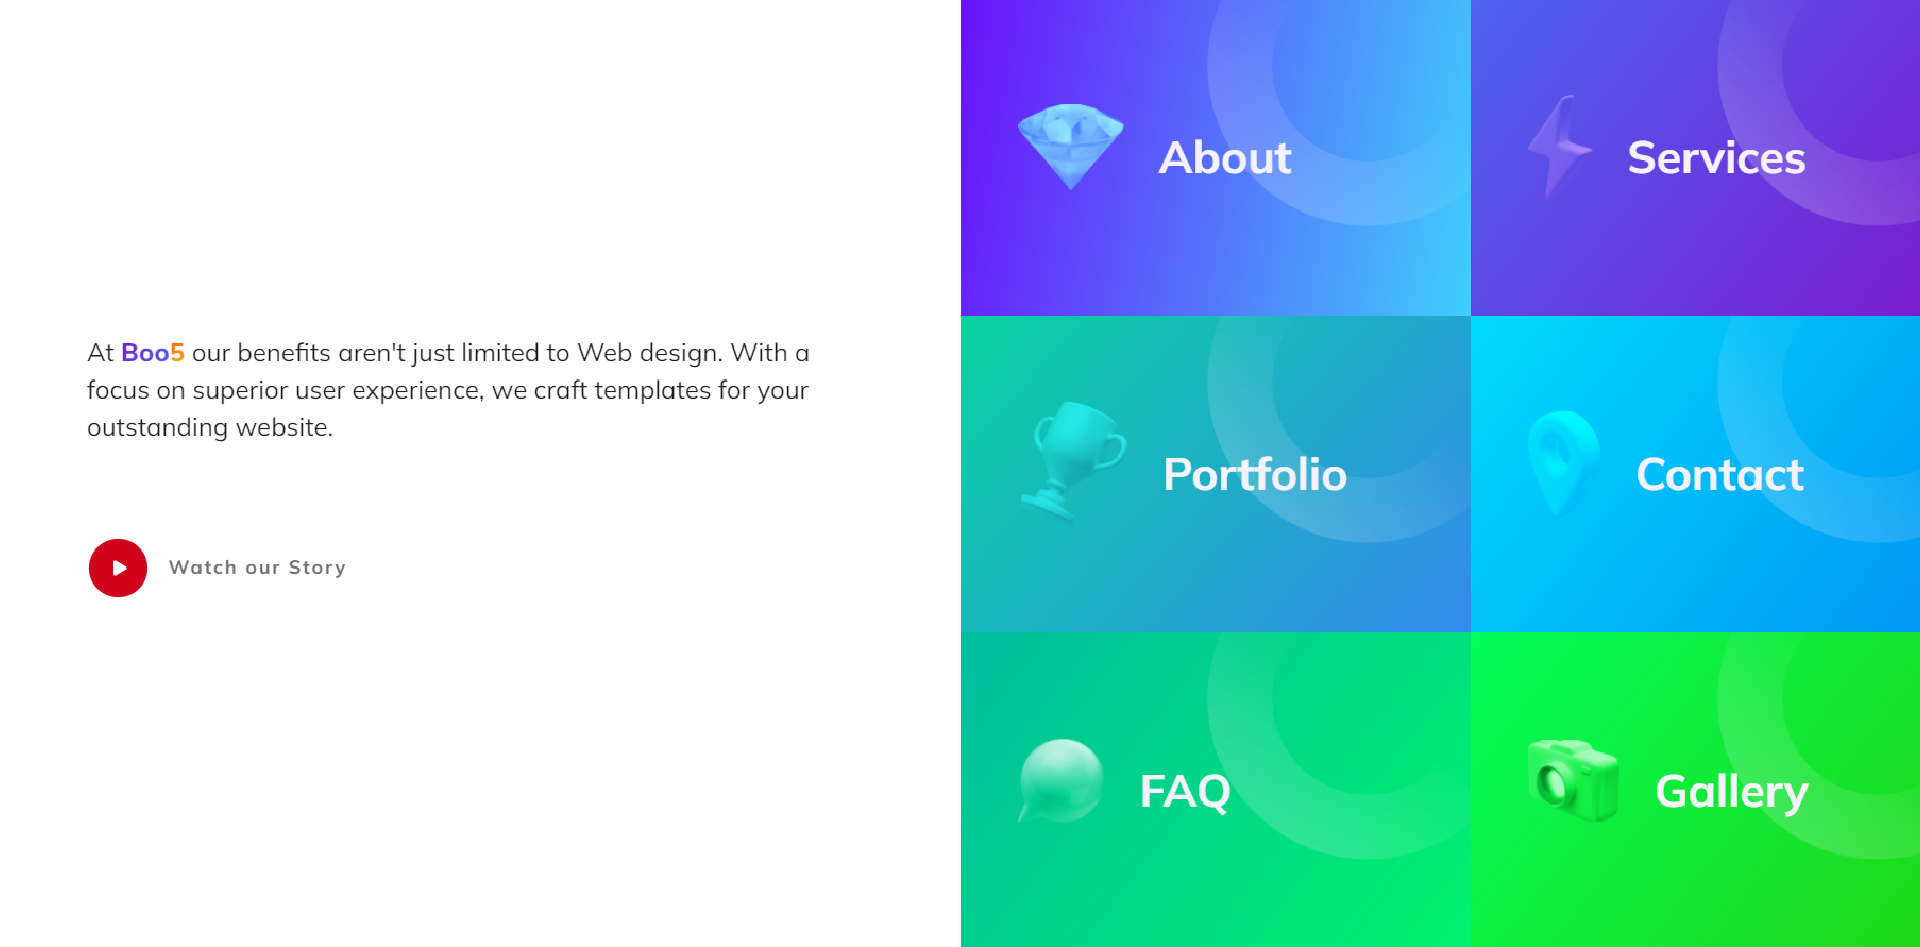 At Boo5 our benefits aren't just limited to Web design. With a
focus on superior user experience, we craft templates for your
outstanding website.
Watch our Story
About
Services
Portfolio
Contact
FAQ
Gallery